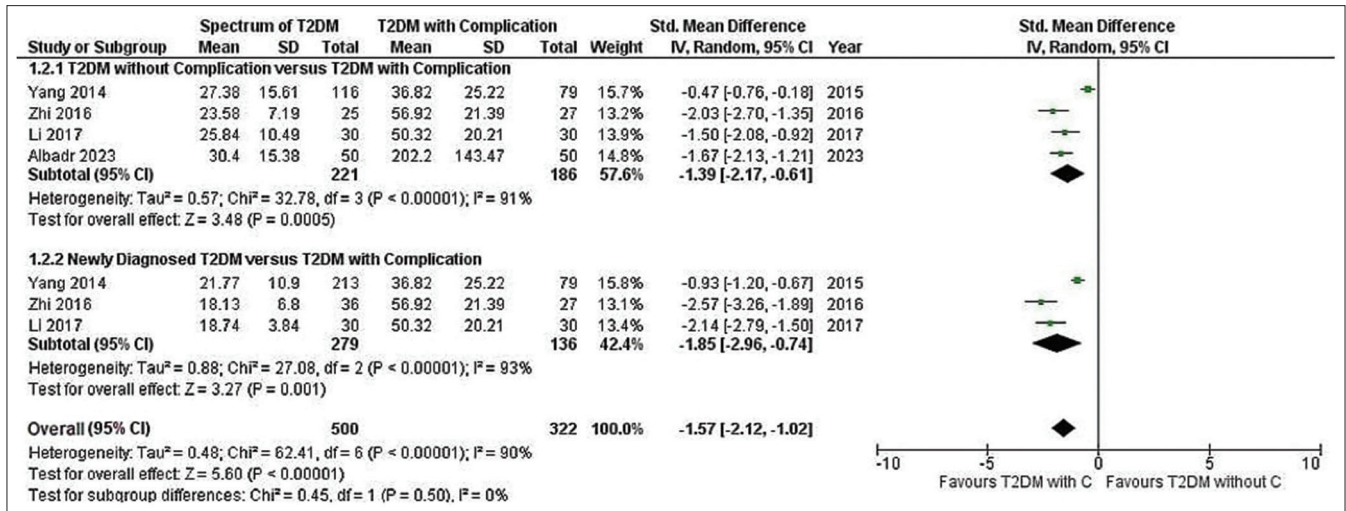 Spectrum of T2DM T2DM with Complication Std. Mean Difference Std. Mean Difference
Study or Subgroup Mean SD Total Mean SD Total Weight IV, Random, 95% CI Year IV, Random, 95% CI
1.2.1 T2DM without Complication versus T2DM with Complication
Yang 2014 27.38 15.61 116 36.82 25.22 79 15.7% -0.47 [-0.76, -0.18] 2015
Zhi 2016 23.58 7.19 25 56.92 21.39 27 13.2% -2.03 [-2.70, -1.35] 2016
Li 2017 25.84 10.49 30 50.32 20.21 30 13.9% -1.50 [-2.08, -0.92] 2017
Albadr 2023 30.4 15.38 50 202.2 143.47 50 14.8% -1.67 [-2.13, -1.21] 2023
Subtotal (95% CI) 221 186 57.6% -1.39 [-2.17, -0.61]
Heterogeneity: Tau² = 0.57; Chi² = 32.78, df = 3 (P < 0.00001); I² = 91%
Test for overall effect: Z = 3.48 (P = 0.0005)
1.2.2 Newly Diagnosed T2DM versus T2DM with Complication
Yang 2014 21.77 10.9 213 36.82 25.22 79 15.8% -0.93 [-1.20, -0.67] 2015
Zhi 2016 18.13 6.8 36 56.92 21.39 27 13.1% -2.57 [-3.26, -1.89] 2016
Li 2017 18.74 3.84 30 50.32 20.21 30 13.4% -2.14 [-2.79, -1.50] 2017
Subtotal (95% CI) 279 136 42.4% -1.85 [-2.96, -0.74]
Heterogeneity: Tau² = 0.88; Chi² = 27.08, df = 2 (P < 0.00001); I² = 93%
Test for overall effect: Z = 3.27 (P = 0.001)
Overall (95% CI) 500 322 100.0% -1.57 [-2.12, -1.02]
Heterogeneity: Tau² = 0.48; Chi² = 62.41, df = 6 (P < 0.00001); I² = 90%
Test for overall effect: Z = 5.60 (P < 0.00001)
Test for subgroup differences: Chi² = 0.45, df = 1 (P = 0.50), I² = 0%
-10 -5 0 5 10
Favours T2DM with C Favours T2DM without C